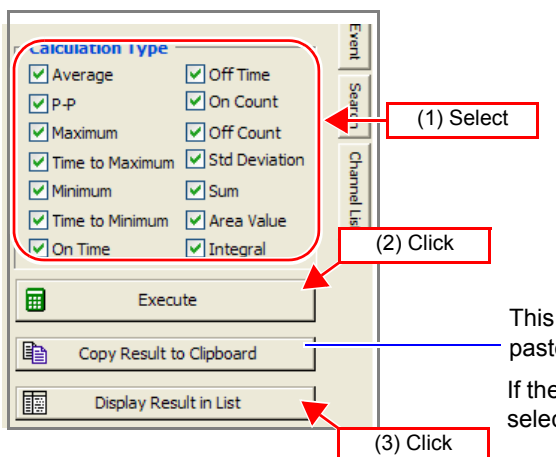 Calculation Type
Average
Off Time
P-P
On Count
Maximum
Off Count
Time to Maximum
Std Deviation
Minimum
Sum
Time to Minimum
Area Value
On Time
Integral
Event
Search
Channel List
(1) Select
(2) Click
Execute
Copy Result to Clipboard
Display Result in List
(3) Click
This
If the